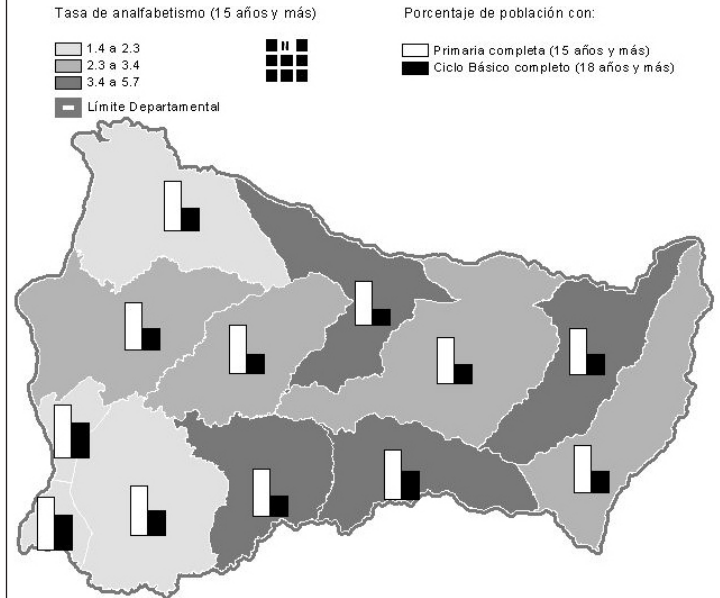 Tasa de analfabetismo (15 años y más)
1.4 a 2.3
2.3 a 3.4
3.4 a 5.7
Límite Departamental
Porcentaje de población con:
Primaria completa (15 años y más)
Ciclo Básico completo (18 años y más)